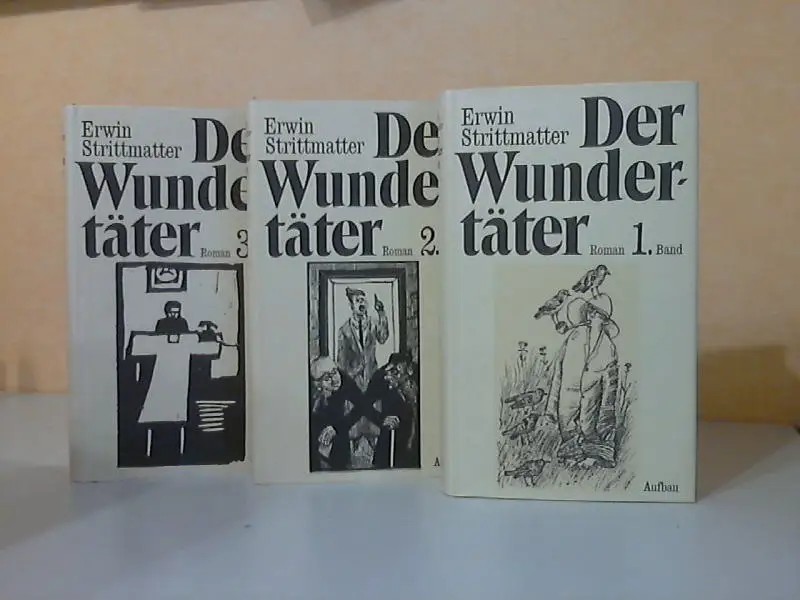 Erwin
Strittmatter
De
Wunde
täter
Roman 3
Erwin
Strittmatter
De
Wunde
täter
Roman 2.
A
Erwin
Strittmatter
Der
Wunder-
täter
Roman 1. Band
Aufbau